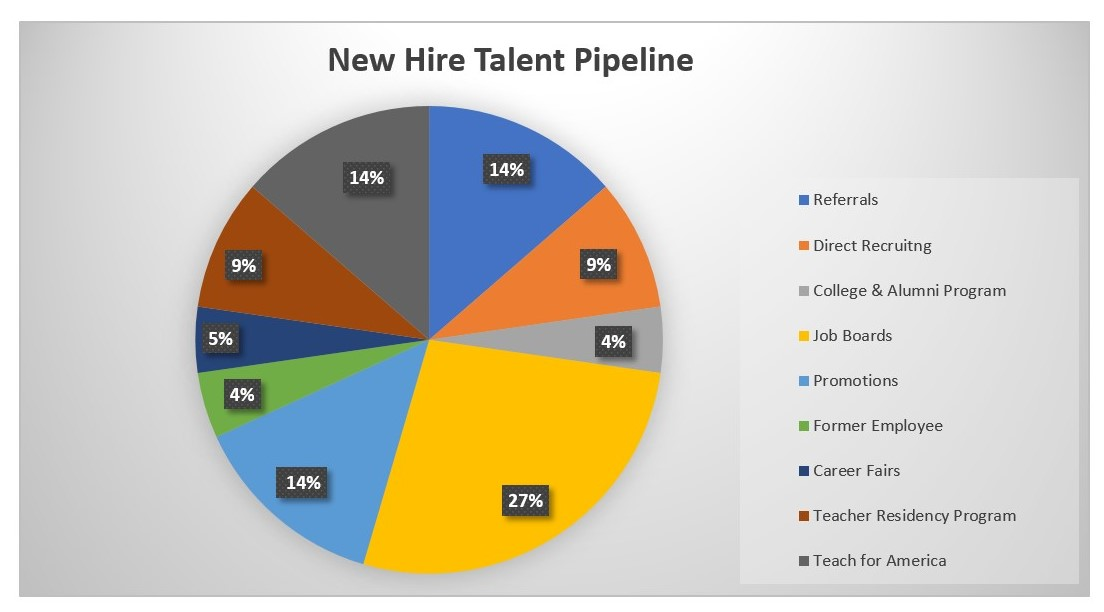 New Hire Talent Pipeline
14%
14%
9%
9%
5%
4%
4%
14%
27%
Referrals
Direct Recruitng
College & Alumni Program
Job Boards
Promotions
Former Employee
Career Fairs
Teacher Residency Program
Teach for America